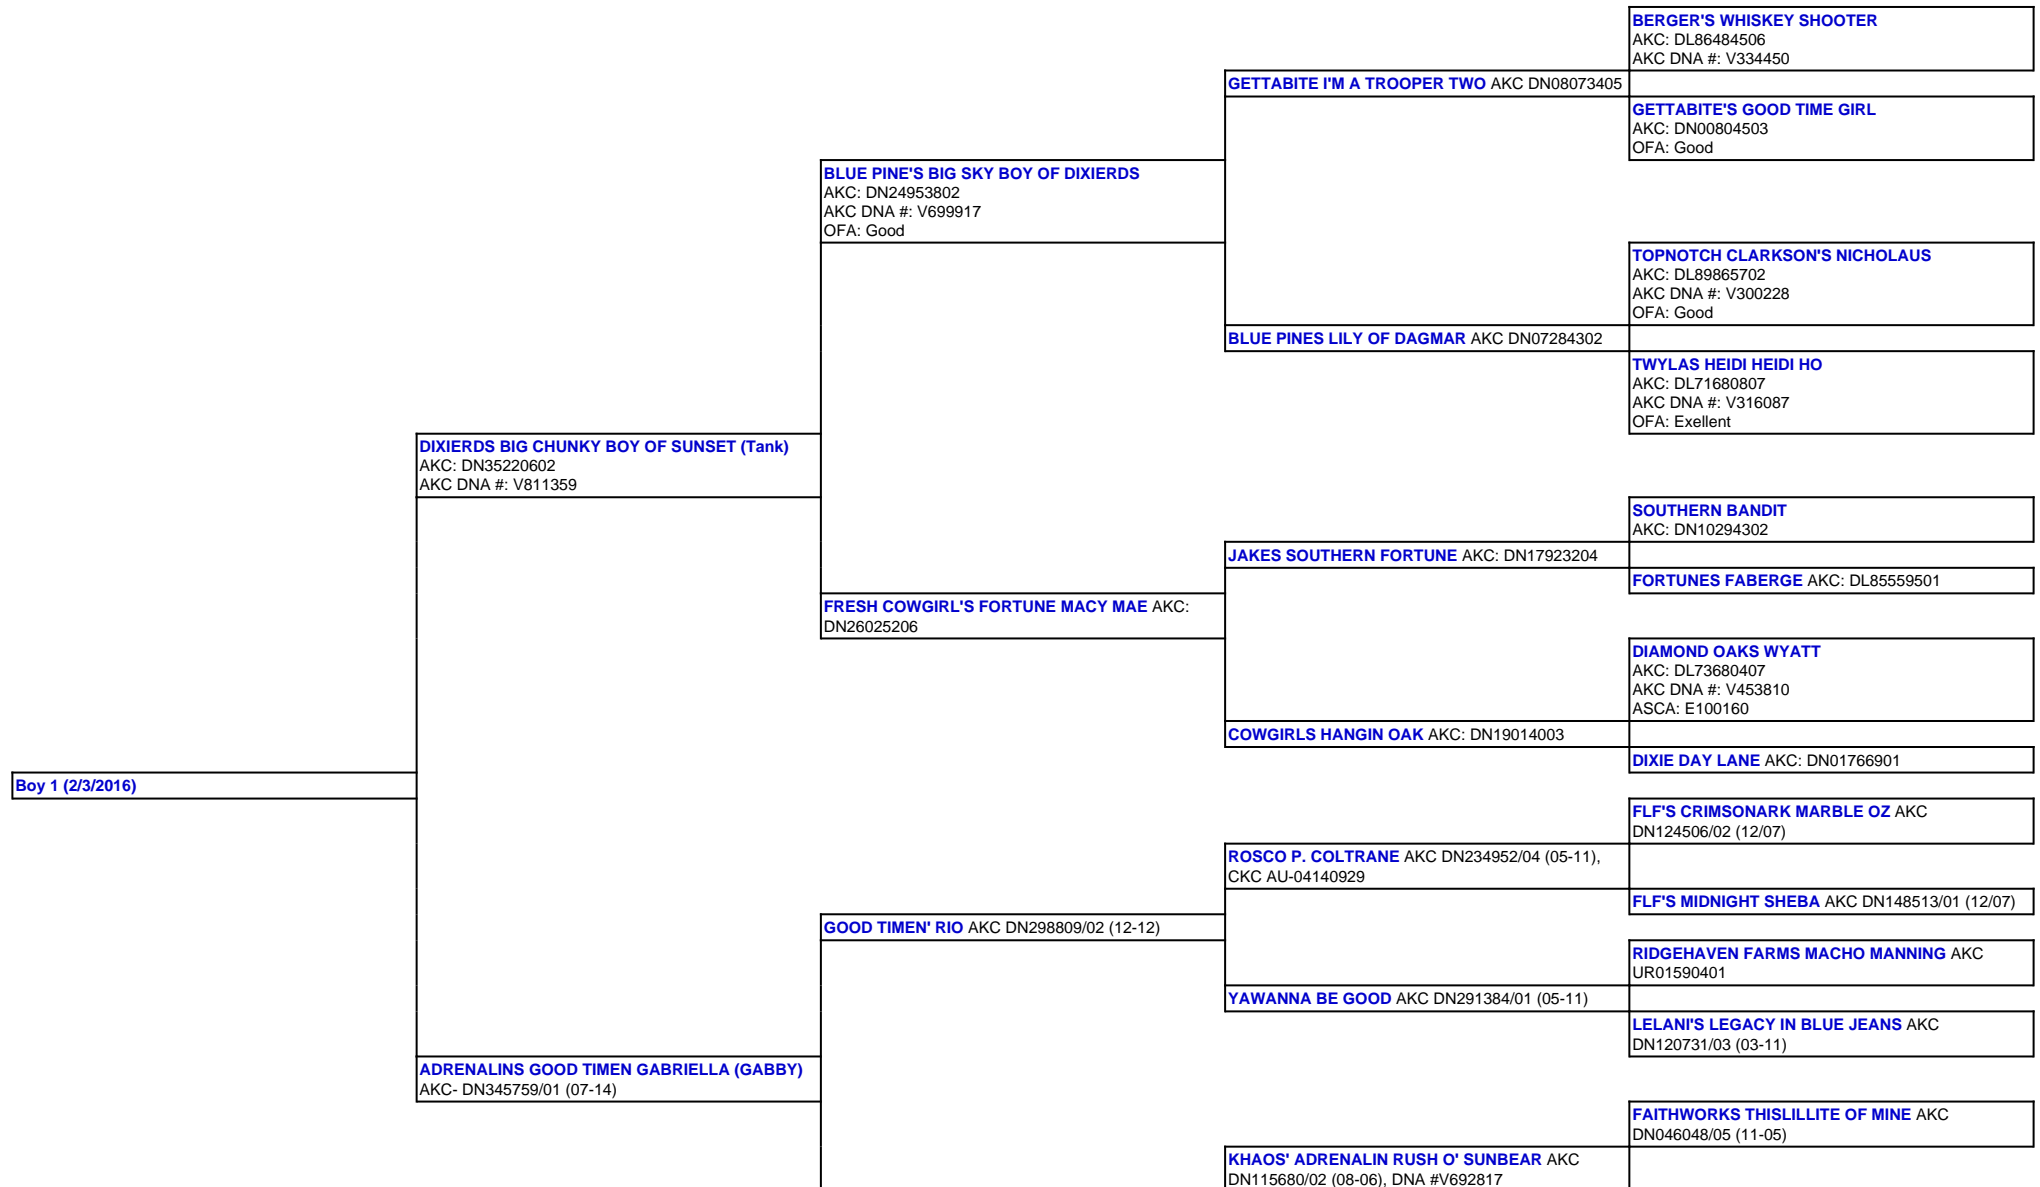 BERGER'S WHISKEY SHOOTER
AKC: DL86484506
AKC DNA #: V334450
GETTABITE I'M A TROOPER TWO AKC DN08073405
GETTABITE'S GOOD TIME GIRL
AKC: DN00804503
OFA: Good
BLUE PINE'S BIG SKY BOY OF DIXIERDS
AKC: DN24953802
AKC DNA #: V699917
OFA: Good
TOPNOTCH CLARKSON'S NICHOLAUS
AKC: DL89865702
AKC DNA #: V300228
OFA: Good
BLUE PINES LILY OF DAGMAR AKC DN07284302
TWYLAS HEIDI HEIDI HO
AKC: DL71680807
AKC DNA #: V316087
OFA: Exellent
DIXIERDS BIG CHUNKY BOY OF SUNSET (Tank)
AKC: DN35220602
AKC DNA #: V811359
SOUTHERN BANDIT
AKC: DN10294302
JAKES SOUTHERN FORTUNE AKC: DN17923204
FORTUNES FABERGE AKC: DL85559501
FRESH COWGIRL'S FORTUNE MACY MAE AKC:
DN26025206
DIAMOND OAKS WYATT
AKC: DL73680407
AKC DNA #: V453810
ASCA: E100160
COWGIRLS HANGIN OAK AKC: DN19014003
DIXIE DAY LANE AKC: DN01766901
Boy 1 (2/3/2016)
FLF'S CRIMSONARK MARBLE OZ AKC
DN124506/02 (12/07)
ROSCO P. COLTRANE AKC DN234952/04 (05-11),
CKC AU-04140929
FLF'S MIDNIGHT SHEBA AKC DN148513/01 (12/07)
GOOD TIMEN' RIO AKC DN298809/02 (12-12)
RIDGEHAVEN FARMS MACHO MANNING AKC
UR01590401
YAWANNA BE GOOD AKC DN291384/01 (05-11)
LELANI'S LEGACY IN BLUE JEANS AKC
DN120731/03 (03-11)
ADRENALINS GOOD TIMEN GABRIELLA (GABBY)
AKC- DN345759/01 (07-14)
FAITHWORKS THISLILLITE OF MINE AKC
DN046048/05 (11-05)
KHAOS' ADRENALIN RUSH O' SUNBEAR AKC
DN115680/02 (08-06), DNA #V692817